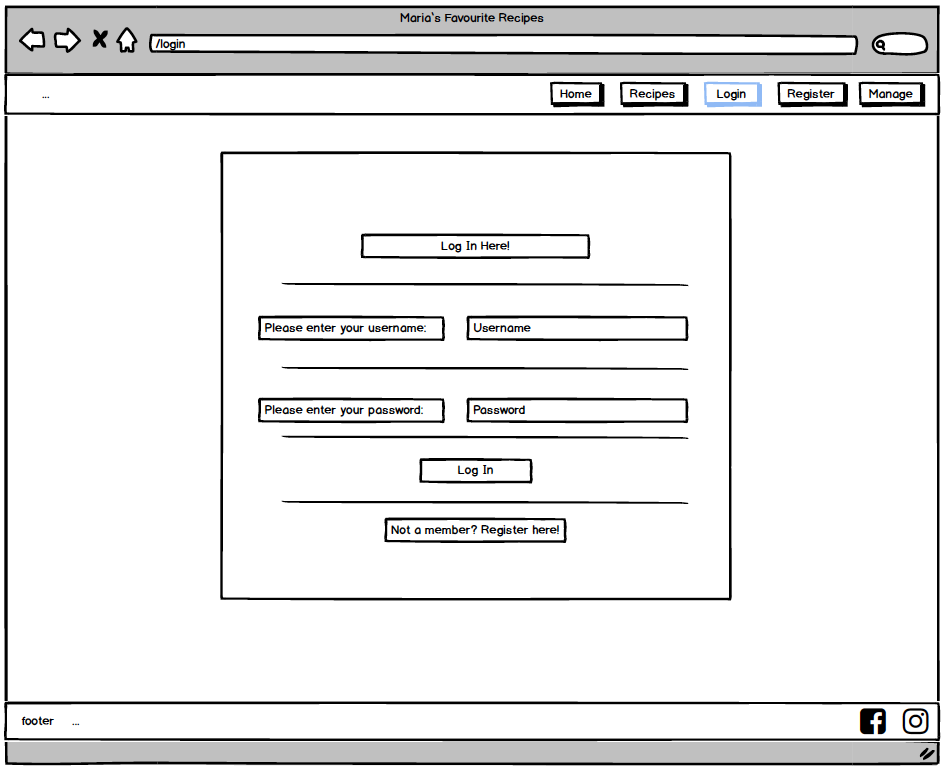 Maria's Favourite Recipes
/login
... Home Recipes Login Register Manage
Log In Here!
Please enter your username: Username
Please enter your password: Password
Log In
Not a member? Register here!
footer ...